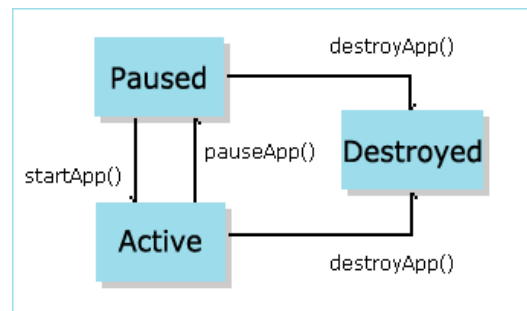 destroyApp()
Paused
Destroyed
pauseApp()
startApp()
Active
destroyApp()